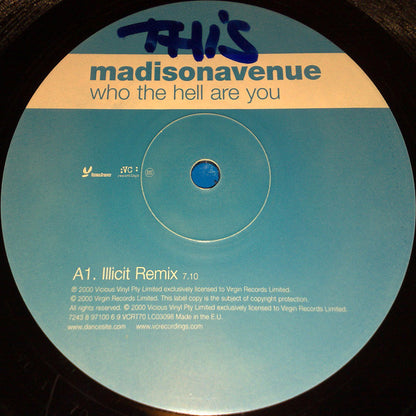 THIS
madisonavenue
who the hell are you
:VC:
recordings
A1. Illicit Remix 7.10
℗ 2000 Vicious Vinyl Pty Limited exclusively licensed to Virgin Records Limited.
© 2000 Virgin Records Limited. This label copy is the subject of copyright protection.
All rights reserved. © 2000 Vicious Vinyl Pty Limited exclusively licensed to Virgin Records Limited.
7243 8 97100 6 9 VCRT70 LC03098 Made in the E.U.
www.dancesite.com www.vcrecordings.com